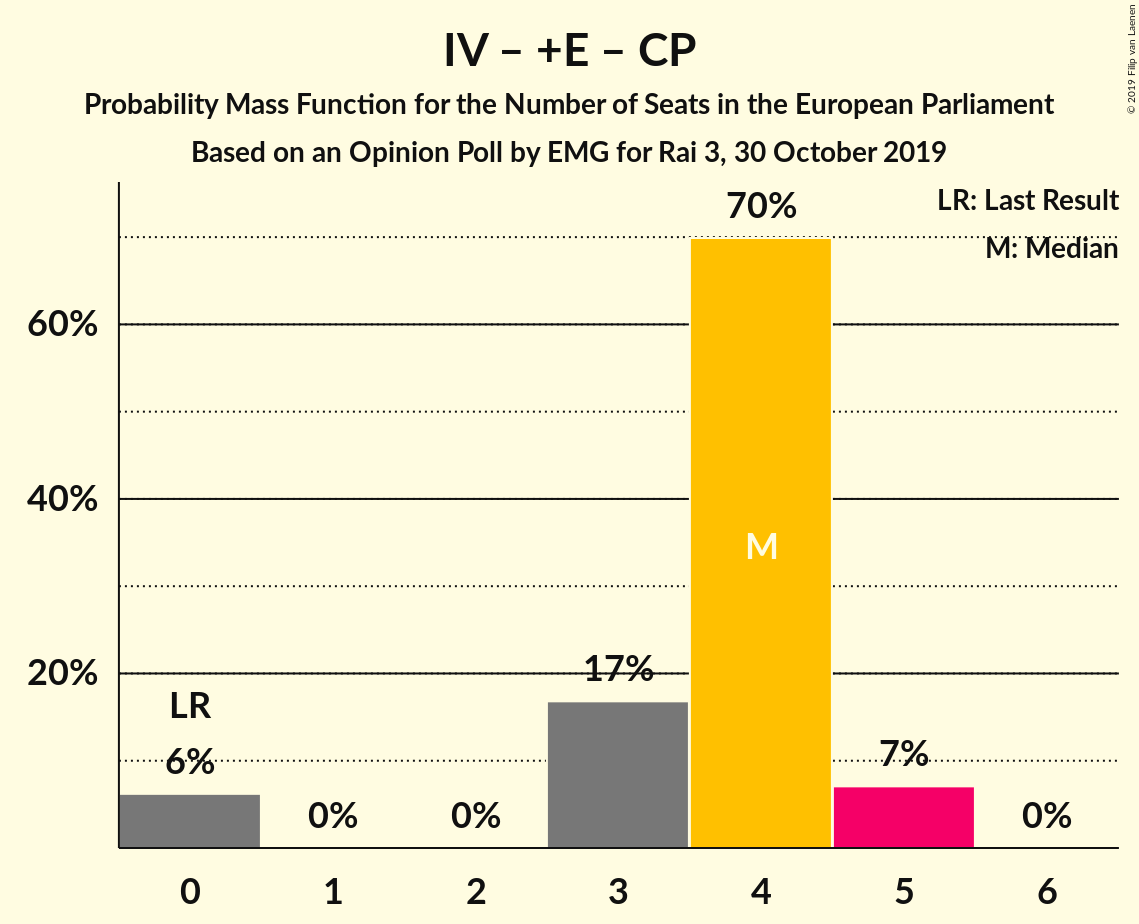 IV – +E – CP
Probability Mass Function for the Number of Seats in the European Parliament
Based on an Opinion Poll by EMG for Rai 3, 30 October 2019
© 2019 Filip van Laenen
LR: Last Result
M: Median
70%
60%
40%
M
20%
17%
LR
6%
7%
0%
0%
0%
0
1
2
3
4
5
6